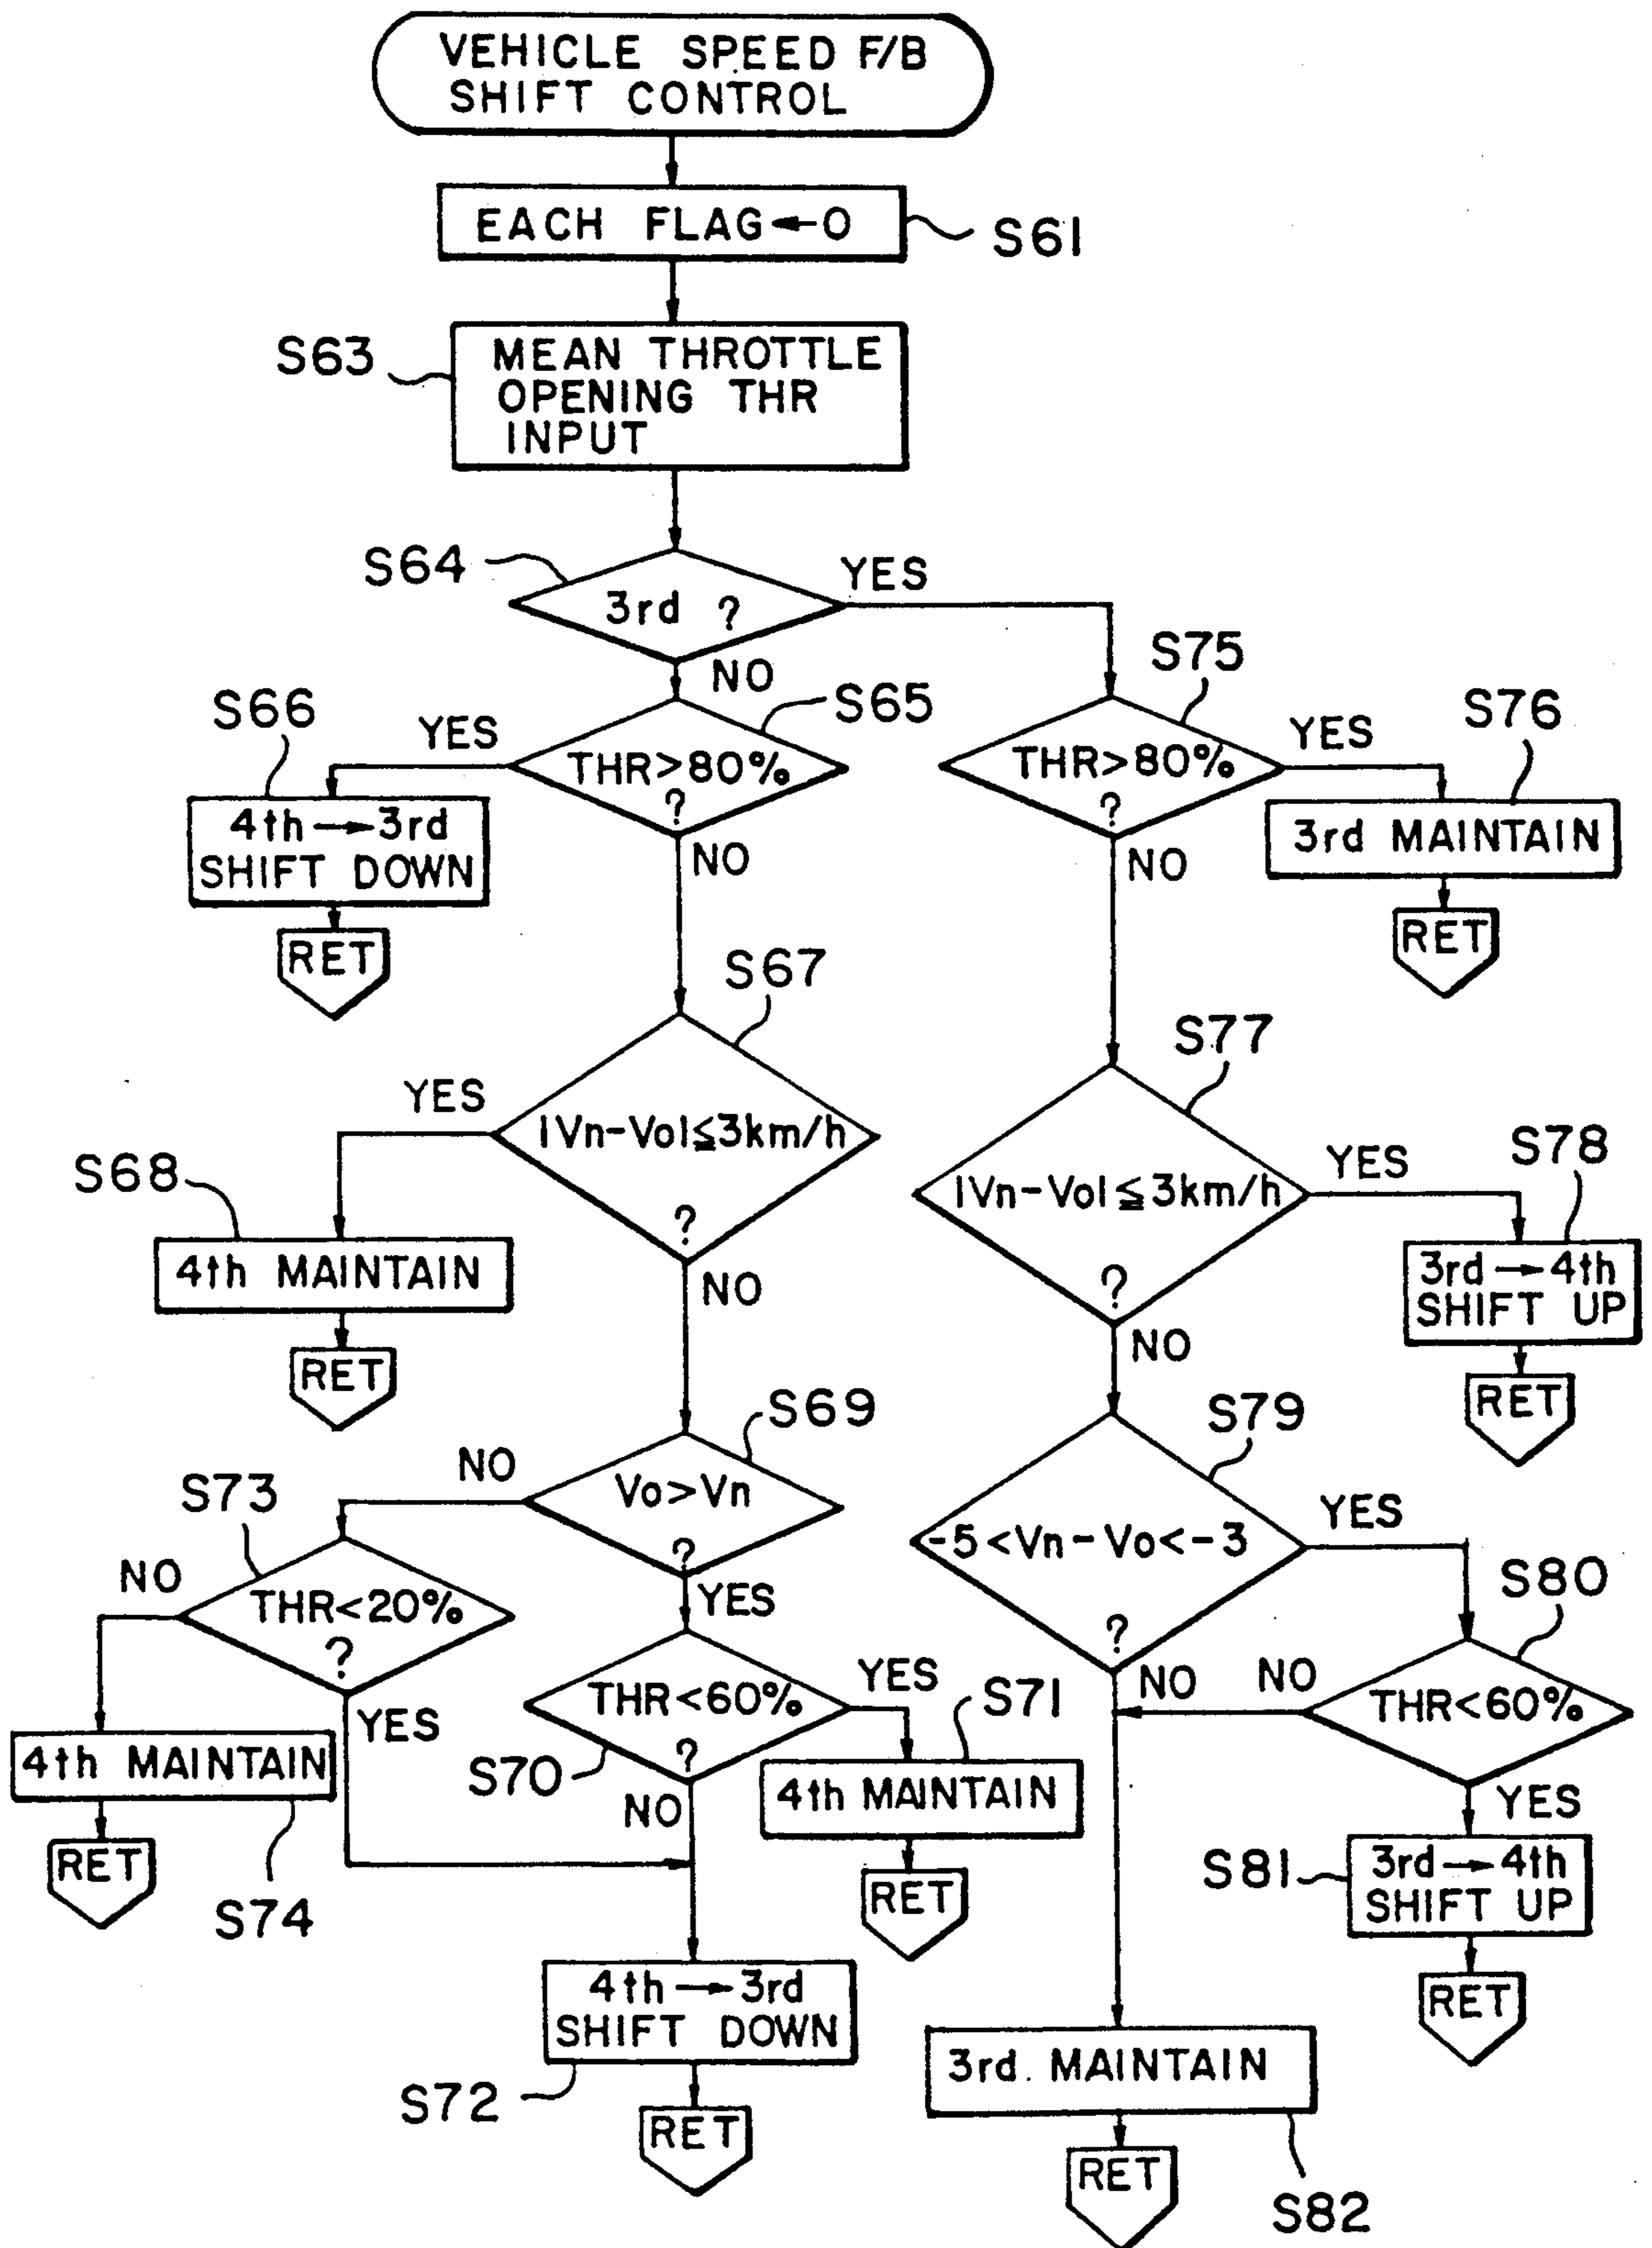 VEHICLE SPEED F/B
SHIFT CONTROL
EACH FLAG ← O
S61
S63
MEAN THROTTLE
OPENING THR
INPUT
S64
3rd ?
YES
NO
S75
S66
YES
S65
THR>80%
?
NO
4th → 3rd
SHIFT DOWN
RET
THR>80%
?
YES
S76
NO
3rd MAINTAIN
RET
S67
YES
|Vn-Vo|≦3km/h
?
NO
S68
4th MAINTAIN
RET
S77
|Vn-Vo|≦3km/h
?
YES
S78
NO
3rd → 4th
SHIFT UP
RET
S69
NO
Vo>Vn
?
YES
S73
NO
THR<20%
?
YES
4th MAINTAIN
RET
S74
THR<60%
?
YES
S71
S70
NO
4th MAINTAIN
RET
4th → 3rd
SHIFT DOWN
S72
RET
S79
-5<Vn-Vo<-3
?
YES
NO
S80
NO
THR<60%
YES
S81
3rd → 4th
SHIFT UP
RET
3rd. MAINTAIN
RET
S82